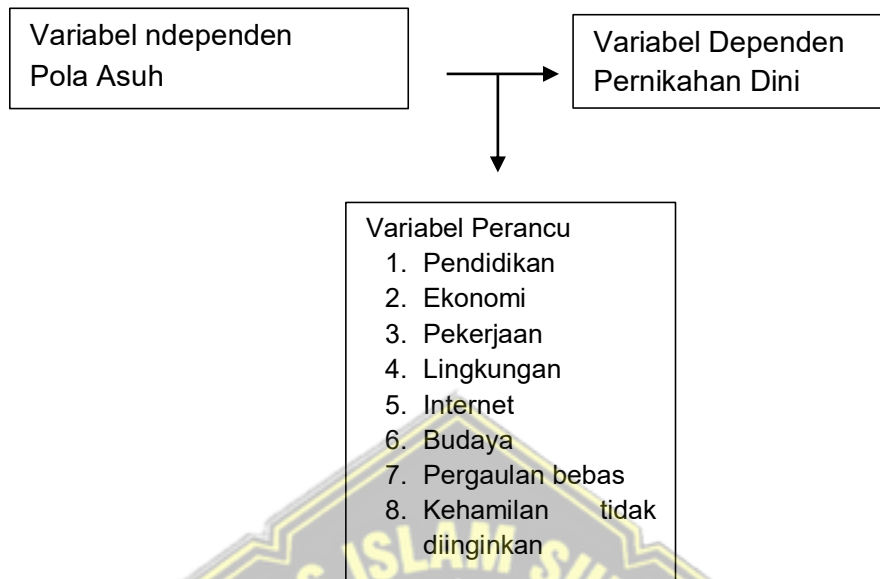 Variabel ndependen
Pola Asuh
Variabel Dependen
Pernikahan Dini
Variabel Perancu
1. Pendidikan
2. Ekonomi
3. Pekerjaan
4. Lingkungan
5. Internet
6. Budaya
7. Pergaulan bebas
8. Kehamilan tidak
diinginkan
ISLAM